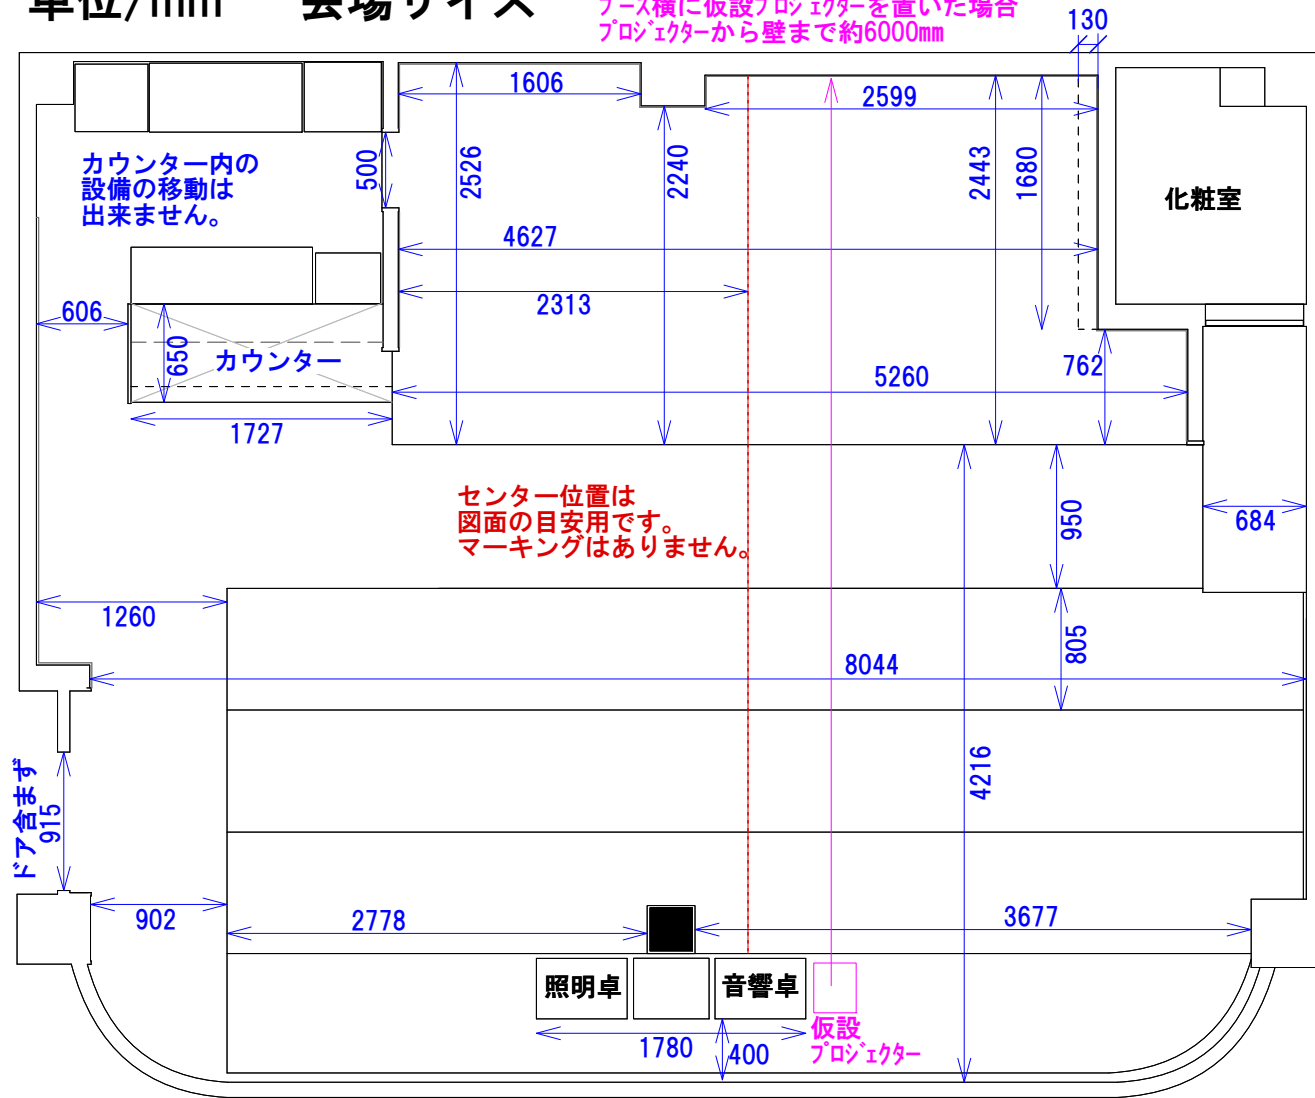 単位/mm 会場サイズ
ブース横に仮設プロジェクターを置いた場合
プロジェクターから壁まで約6000mm
130
1606
2599
カウンター内の
設備の移動は
出来ません。
500
2526
2240
2443
1680
化粧室
4627
2313
606
650
カウンター
762
5260
1727
センター位置は
図面の目安用です。
マーキングはありません。
950
684
1260
805
8044
ドア含まず
915
4216
902
2778
3677
照明卓
音響卓
仮設
プロジェクター
1780
400